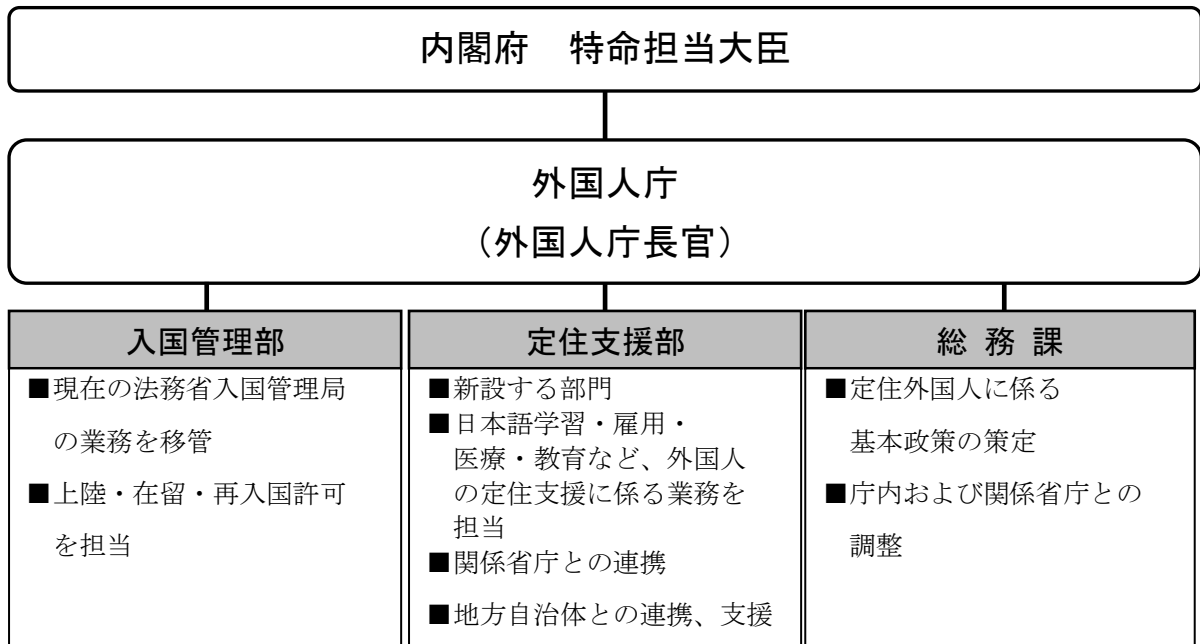 内閣府　特命担当大臣
外国人庁
（外国人庁長官）
入国管理部
■現在の法務省入国管理局
の業務を移管
■上陸・在留・再入国許可
を担当
定住支援部
■新設する部門
■日本語学習・雇用・
医療・教育など、外国人
の定住支援に係る業務を
担当
■関係省庁との連携
■地方自治体との連携、支援
総 務 課
■定住外国人に係る
基本政策の策定
■庁内および関係省庁との
調整